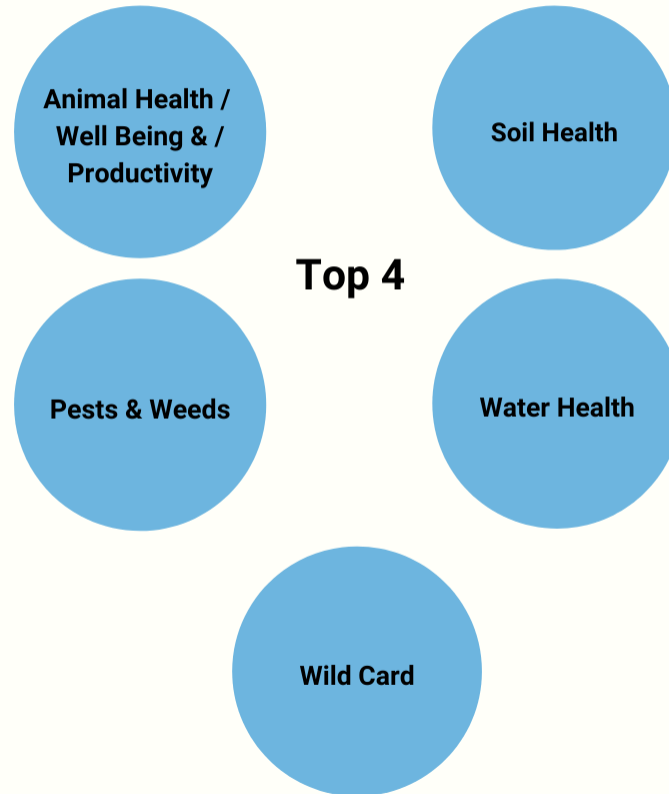 Animal Health /
Well Being & /
Productivity
Soil Health
Top 4
Pests & Weeds
Water Health
Wild Card